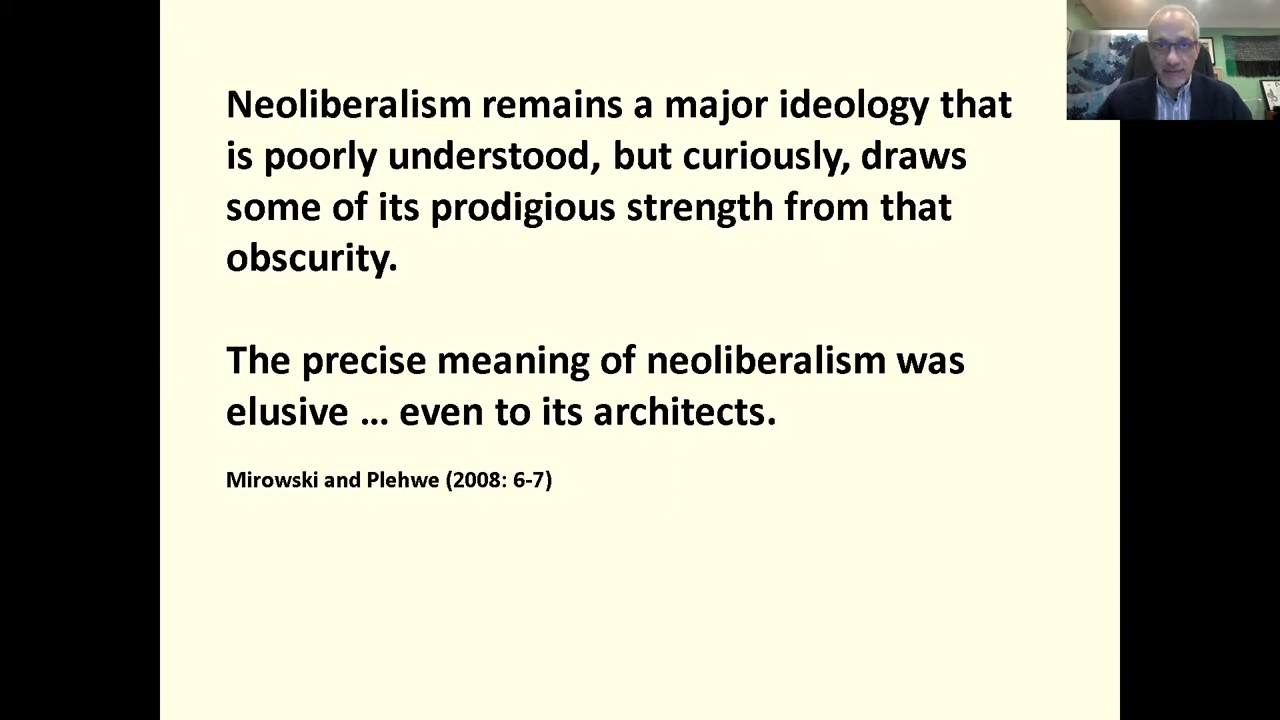 Neoliberalism remains a major ideology that
is poorly understood, but curiously, draws
some of its prodigious strength from that
obscurity.
The precise meaning of neoliberalism was
elusive … even to its architects.
Mirowski and Plehwe (2008: 6-7)